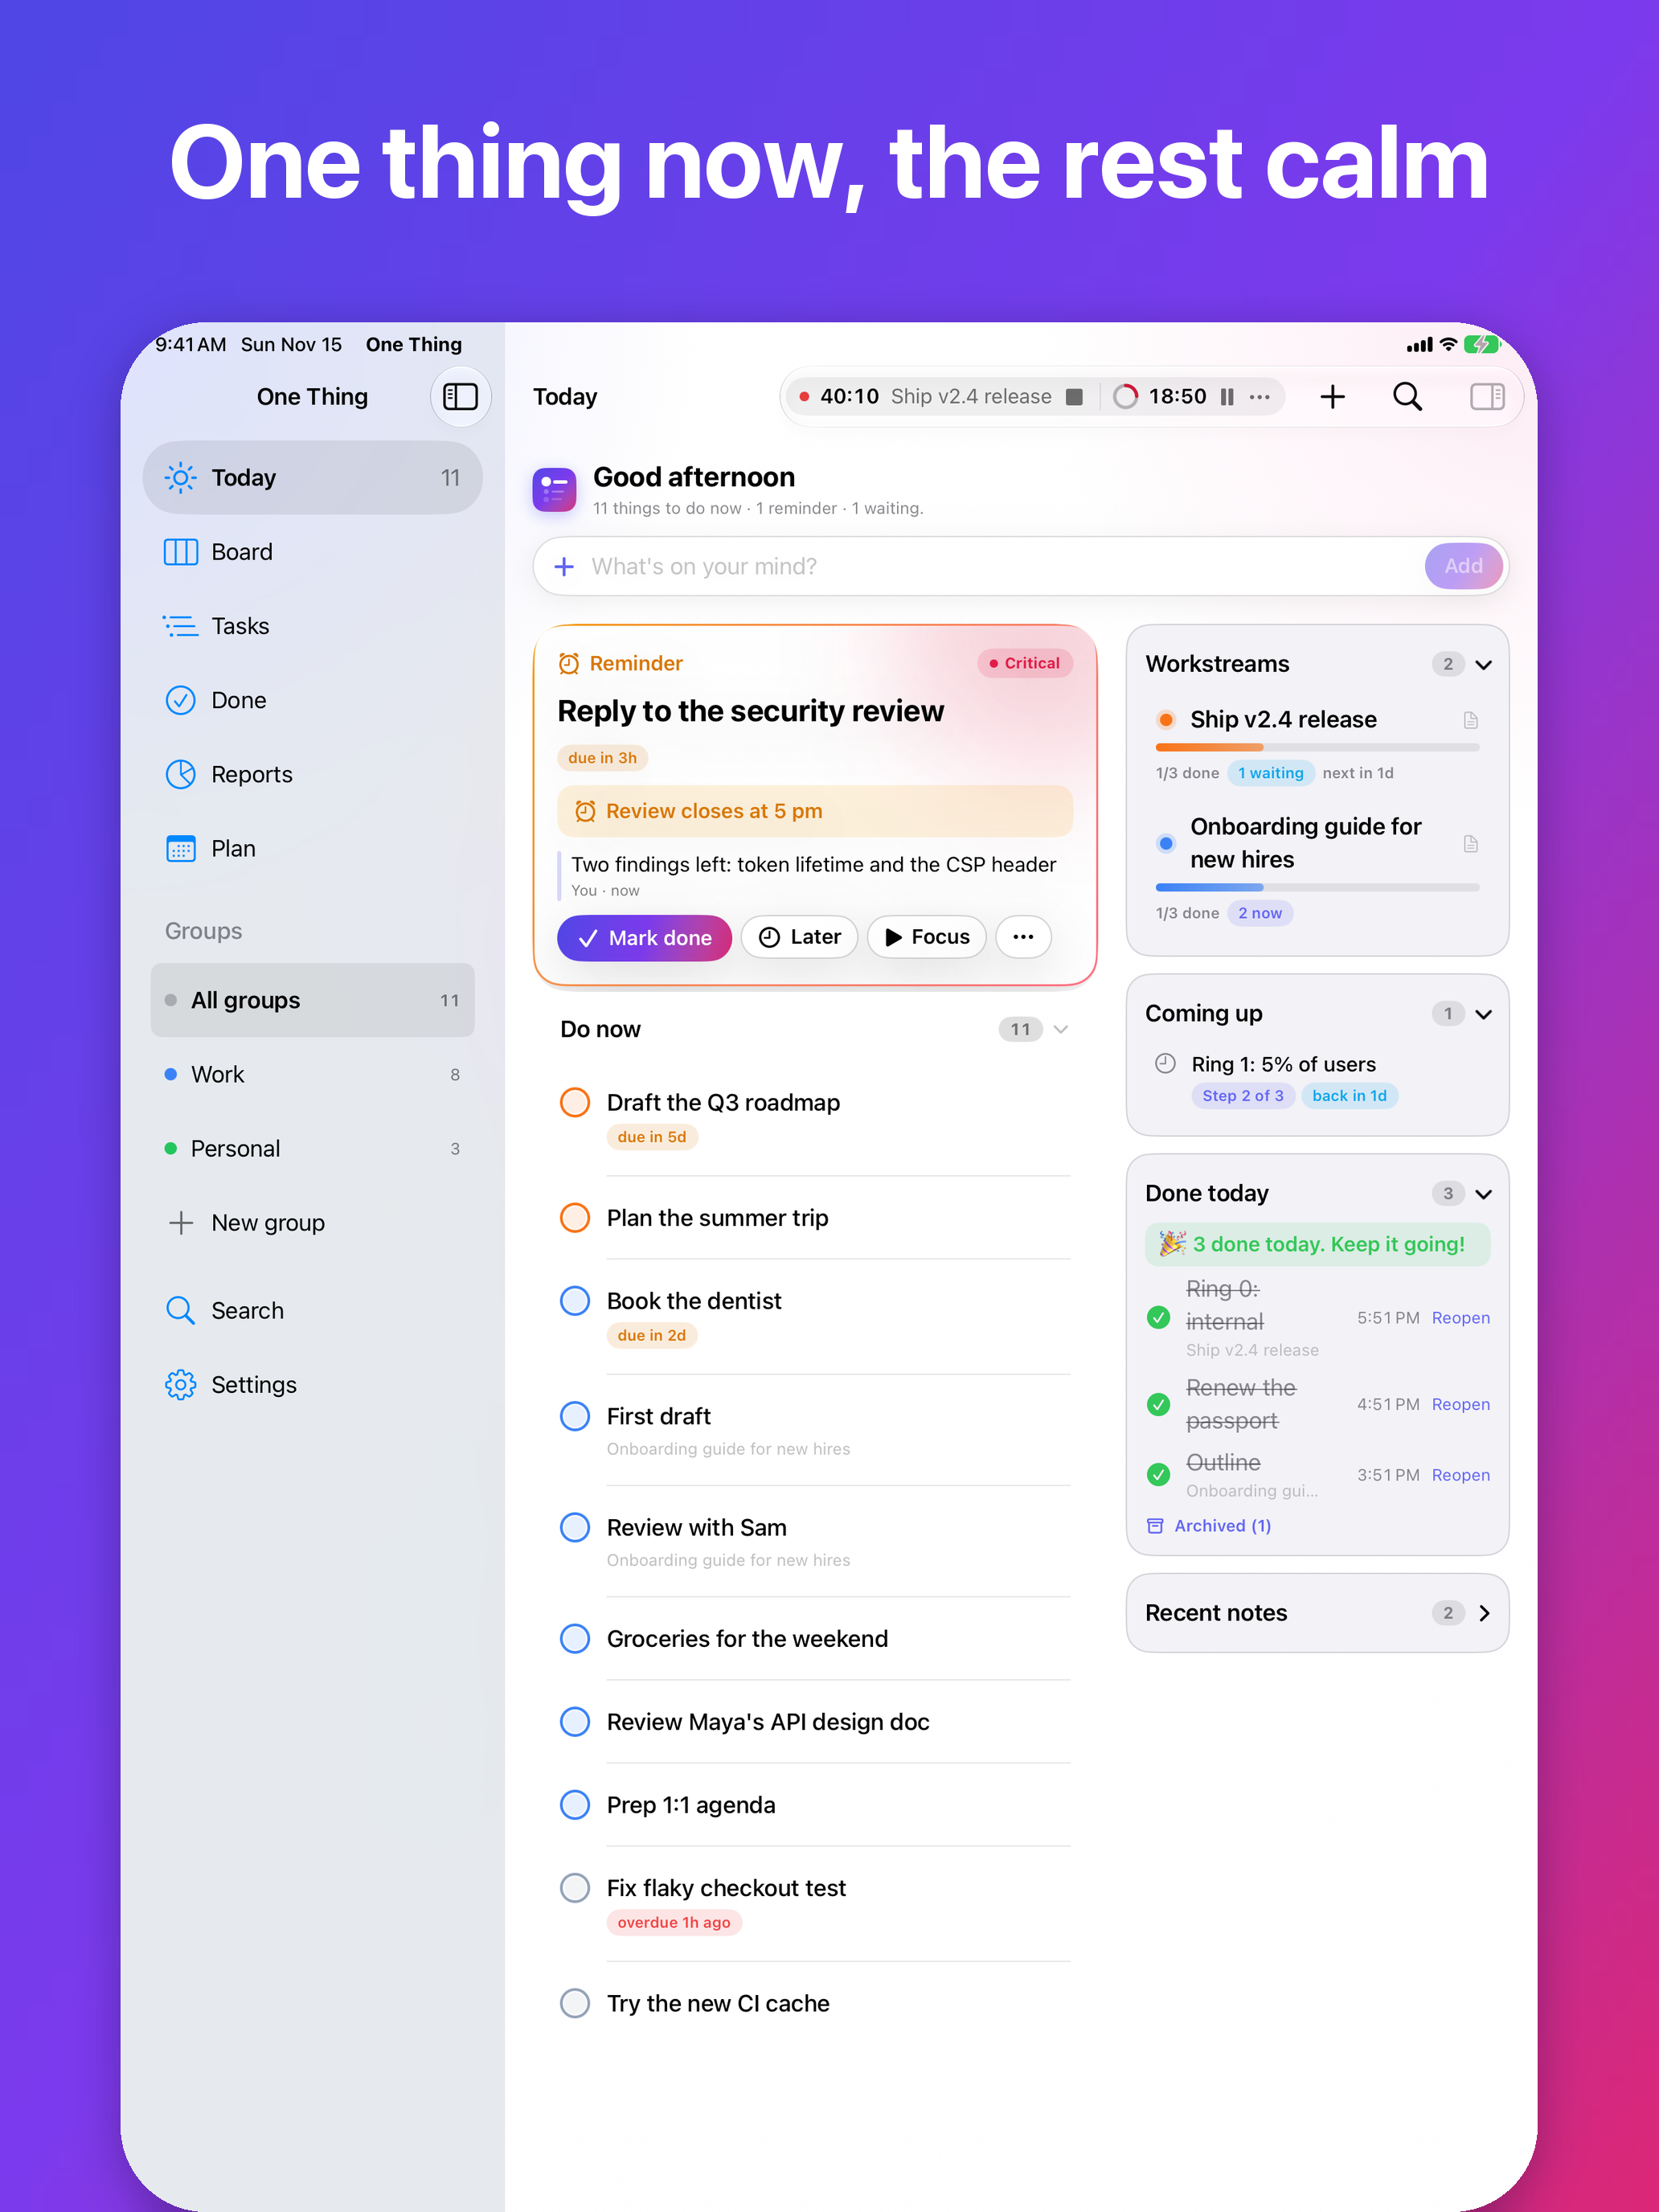 One thing now, the rest calm
9:41 AM Sun Nov 15 One Thing
One Thing
Today 11
Board
Tasks
Done
Reports
Plan
Groups
All groups 11
Work 8
Personal 3
New group
Search
Settings
Today
40:10 Ship v2.4 release 18:50
Good afternoon
11 things to do now · 1 reminder · 1 waiting.
What's on your mind?
Add
Reminder
Critical
Reply to the security review
due in 3h
Review closes at 5 pm
Two findings left: token lifetime and the CSP header
You · now
Mark done Later Focus
Do now 11
Draft the Q3 roadmap
due in 5d
Plan the summer trip
Book the dentist
due in 2d
First draft
Onboarding guide for new hires
Review with Sam
Onboarding guide for new hires
Groceries for the weekend
Review Maya's API design doc
Prep 1:1 agenda
Fix flaky checkout test
overdue 1h ago
Try the new CI cache
Workstreams 2
Ship v2.4 release
1/3 done 1 waiting next in 1d
Onboarding guide for
new hires
1/3 done 2 now
Coming up 1
Ring 1: 5% of users
Step 2 of 3 back in 1d
Done today 3
🎉 3 done today. Keep it going!
Ring 0:
internal
Ship v2.4 release
5:51 PM Reopen
Renew the
passport
4:51 PM Reopen
Outline
Onboarding gui...
3:51 PM Reopen
Archived (1)
Recent notes 2